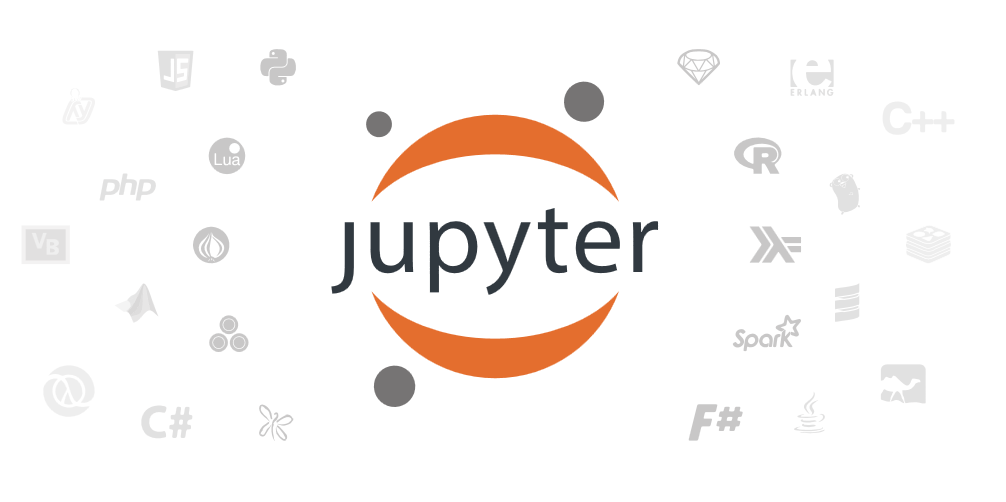 JS
ERLANG
C++
Lua
R
php
VB
jupyter
Spark
C#
F#